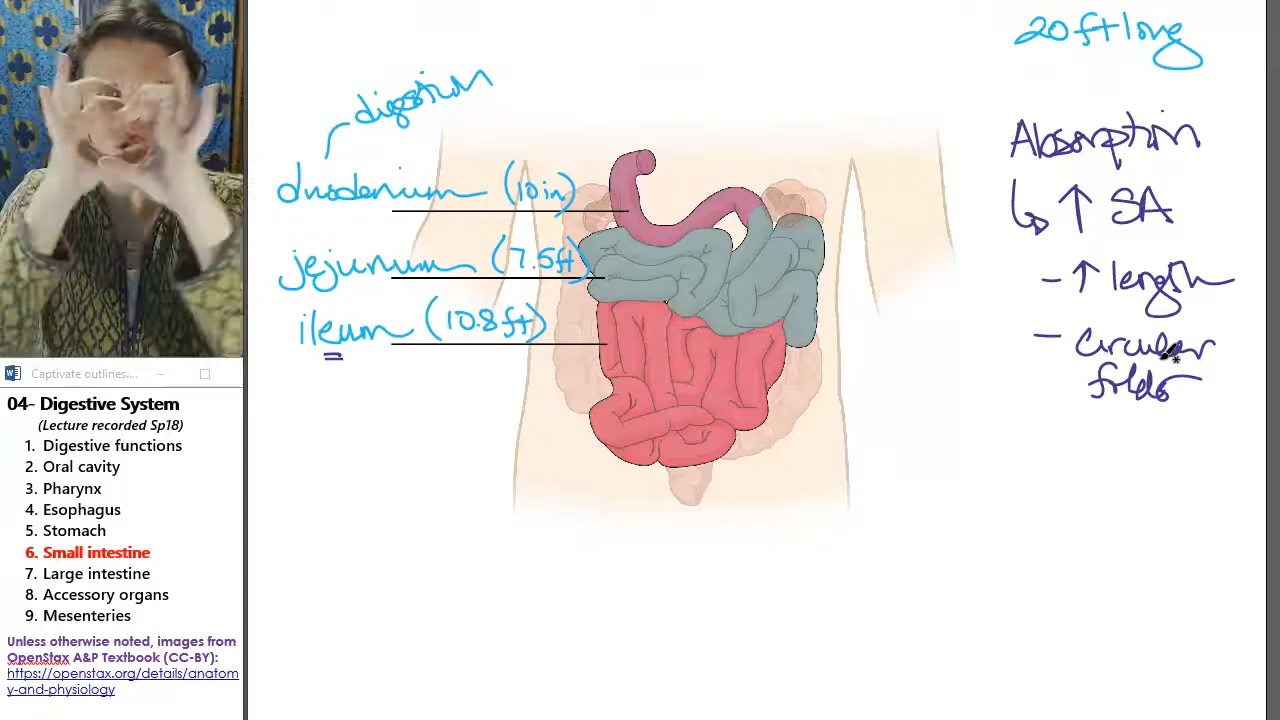 20 ft long
digestion
duodenum (10 in)
jejunum (7.5ft)
ileum (10.8 ft)
Absorption
↳ ↑ SA
- ↑ length
- circular
folds
Captivate outlines....
04- Digestive System
(Lecture recorded Sp18)
1. Digestive functions
2. Oral cavity
3. Pharynx
4. Esophagus
5. Stomach
6. Small intestine
7. Large intestine
8. Accessory organs
9. Mesenteries
Unless otherwise noted, images from
OpenStax A&P Textbook (CC-BY):
https://openstax.org/details/anatom
y-and-physiology